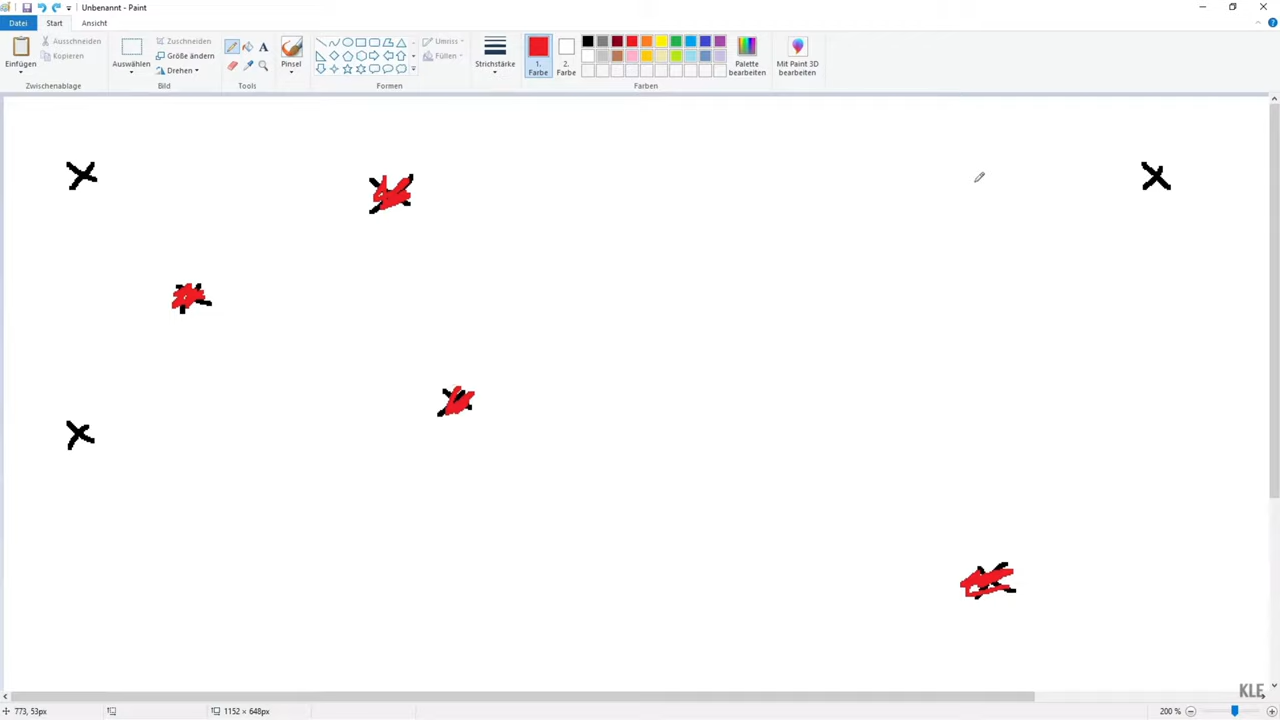 Unbenannt - Paint
Datei Start Ansicht
Einfügen
Ausschneiden
Kopieren
Zwischenablage
Auswählen
Zuschneiden
Größe ändern
Drehen
Bild
A
Tools
Pinsel
Umriss
Füllen
Formen
Strichstärke
1. Farbe
2. Farbe
Palette bearbeiten
Farben
Mit Paint 3D bearbeiten
KLE
773, 53px
1152 × 648px
200 %